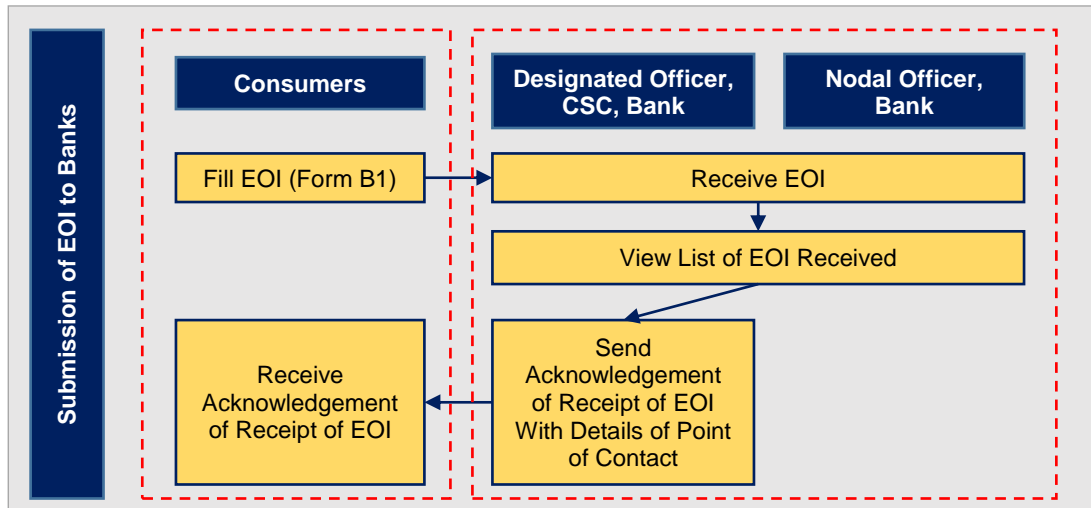 Submission of EOI to Banks
Consumers
Designated Officer,
CSC, Bank
Nodal Officer,
Bank
Fill EOI (Form B1)
Receive EOI
View List of EOI Received
Send
Acknowledgement
of Receipt of EOI
With Details of Point
of Contact
Receive
Acknowledgement
of Receipt of EOI